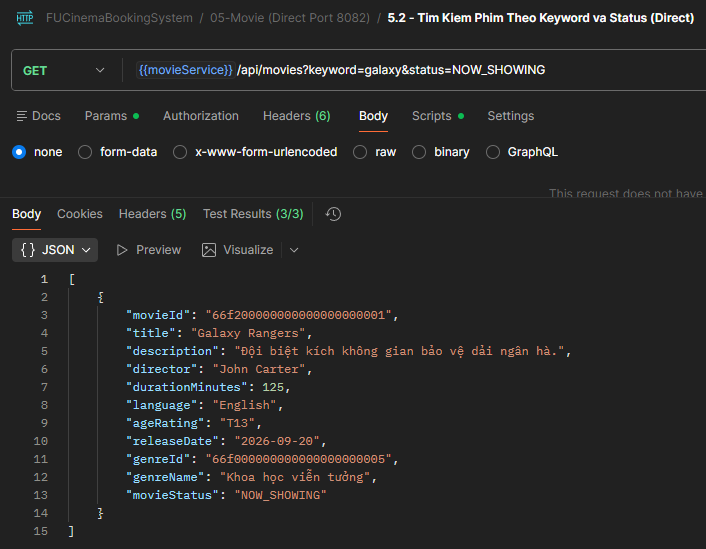 HTTP FUCinemaBookingSystem / 05-Movie (Direct Port 8082) / 5.2 - Tim Kiem Phim Theo Keyword va Status (Direct)
GET {{movieService}} /api/movies?keyword=galaxy&status=NOW_SHOWING
Docs Params Authorization Headers (6) Body Scripts Settings
none form-data x-www-form-urlencoded raw binary GraphQL
This request does not have
Body Cookies Headers (5) Test Results (3/3)
{ } JSON Preview Visualize
1 [
2 {
3 "movieId": "66f200000000000000000001",
4 "title": "Galaxy Rangers",
5 "description": "Đội biệt kích không gian bảo vệ dải ngân hà.",
6 "director": "John Carter",
7 "durationMinutes": 125,
8 "language": "English",
9 "ageRating": "T13",
10 "releaseDate": "2026-09-20",
11 "genreId": "66f000000000000000000005",
12 "genreName": "Khoa học viễn tưởng",
13 "movieStatus": "NOW_SHOWING"
14 }
15 ]